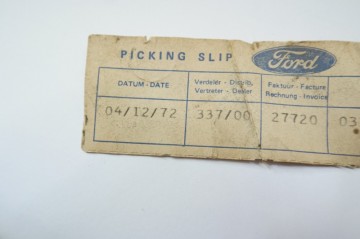 PICKING SLIP Ford
DATUM - DATE
Verdeler - Distrib.
Vertreter - Dealer
Faktuur - Facture
Rechnung - Invoice
04/12/72 337/00 27720 03